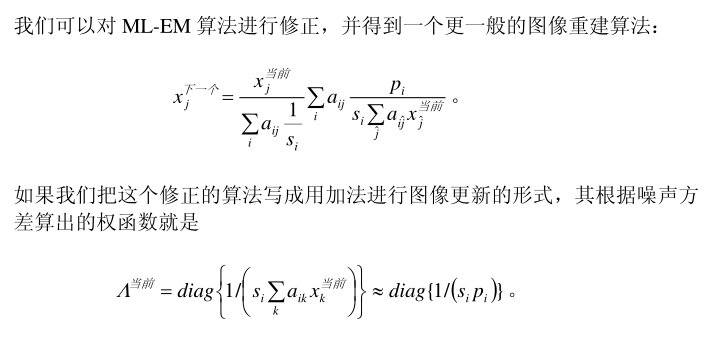 我们可以对 ML-EM 算法进行修正，并得到一个更一般的图像重建算法：
x_j^{下一个} = \frac{x_j^{当前}}{\sum_i a_{ij} \frac{1}{s_i}} \sum_i a_{ij} \frac{p_i}{s_i \sum_{\hat{j}} a_{i\hat{j}} x_{\hat{j}}^{当前}} 。
如果我们把这个修正的算法写成用加法进行图像更新的形式，其根据噪声方
差算出的权函数就是
Λ^{当前} = diag\left\{1/\left(s_i \sum_k a_{ik} x_k^{当前}\right)\right\} ≈ diag\{1/(s_i p_i)\} 。